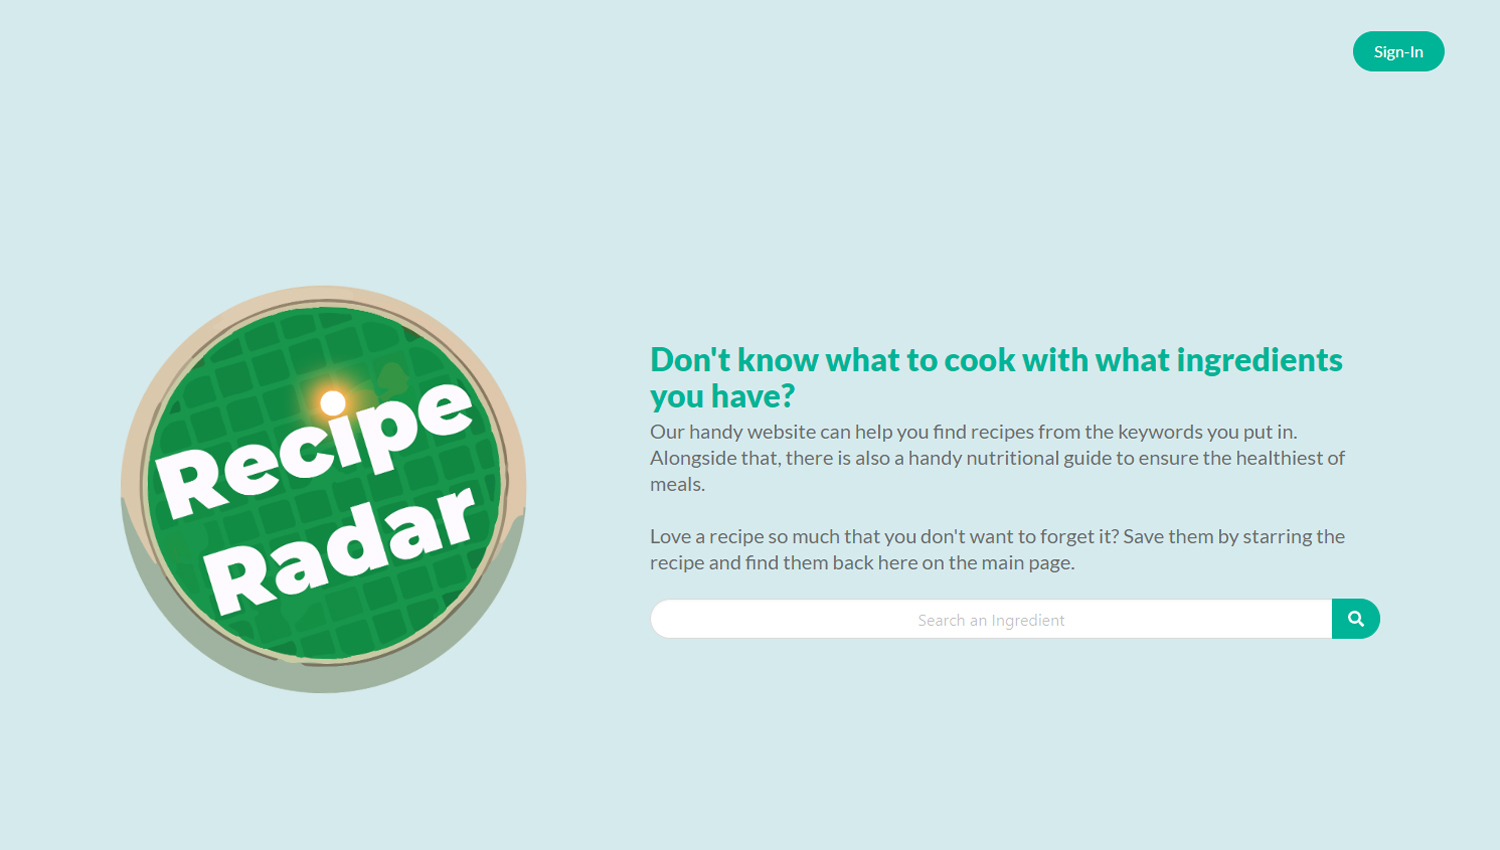 Sign-In
Recipe
Radar
Don't know what to cook with what ingredients
you have?
Our handy website can help you find recipes from the keywords you put in.
Alongside that, there is also a handy nutritional guide to ensure the healthiest of
meals.
Love a recipe so much that you don't want to forget it? Save them by starring the
recipe and find them back here on the main page.
Search an Ingredient